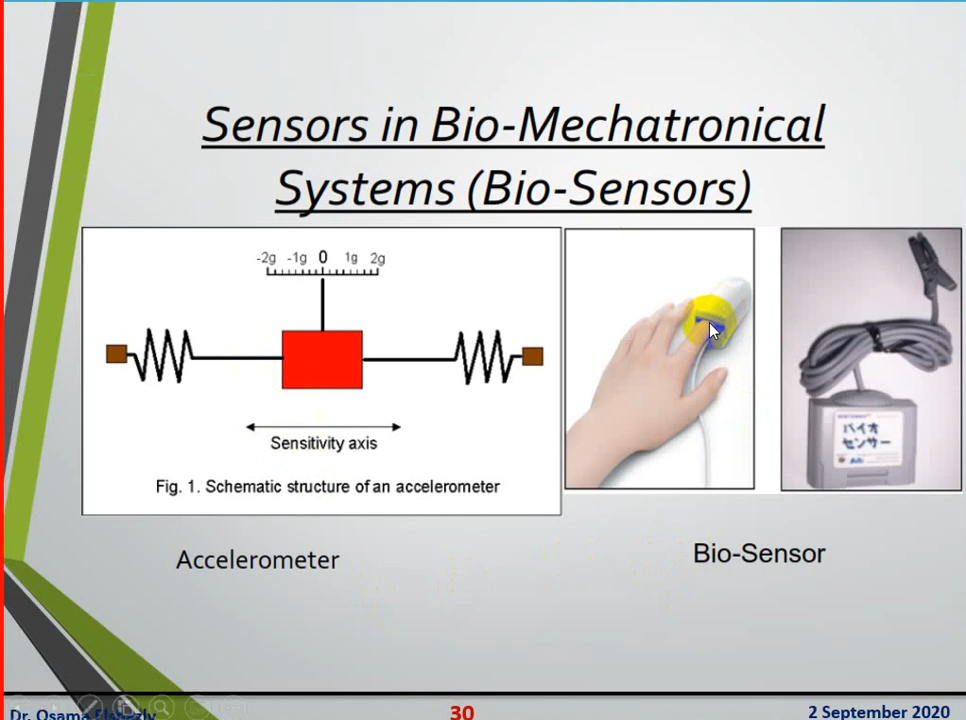 Sensors in Bio-Mechatronical
Systems (Bio-Sensors)
-2g -1g 0 1g 2g
Sensitivity axis
Fig. 1. Schematic structure of an accelerometer
バイオ
センサー
Accelerometer
Bio-Sensor
Dr. Osama
30
2 September 2020